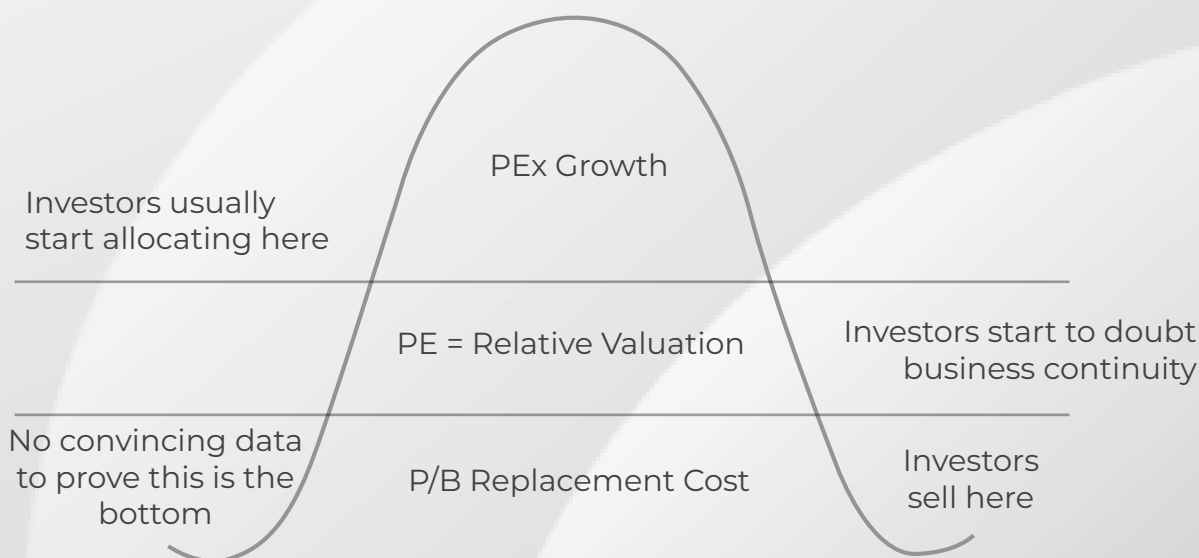 PEx Growth
Investors usually
start allocating here
PE = Relative Valuation
Investors start to doubt
business continuity
No convincing data
to prove this is the
bottom
P/B Replacement Cost
Investors
sell here